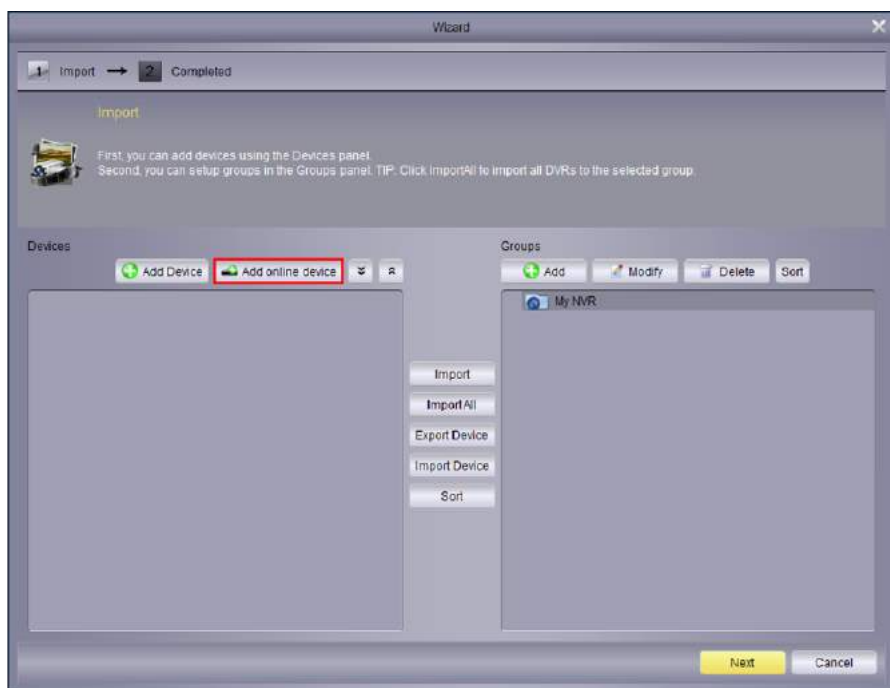 Wizard
1 Import → 2 Completed
Import
First, you can add devices using the Devices panel.
Second, you can setup groups in the Groups panel. TIP: Click ImportAll to import all DVRs to the selected group.
Devices
Add Device Add online device
Groups
Add Modify Delete Sort
My NVR
Import
Import All
Export Device
Import Device
Sort
Next Cancel